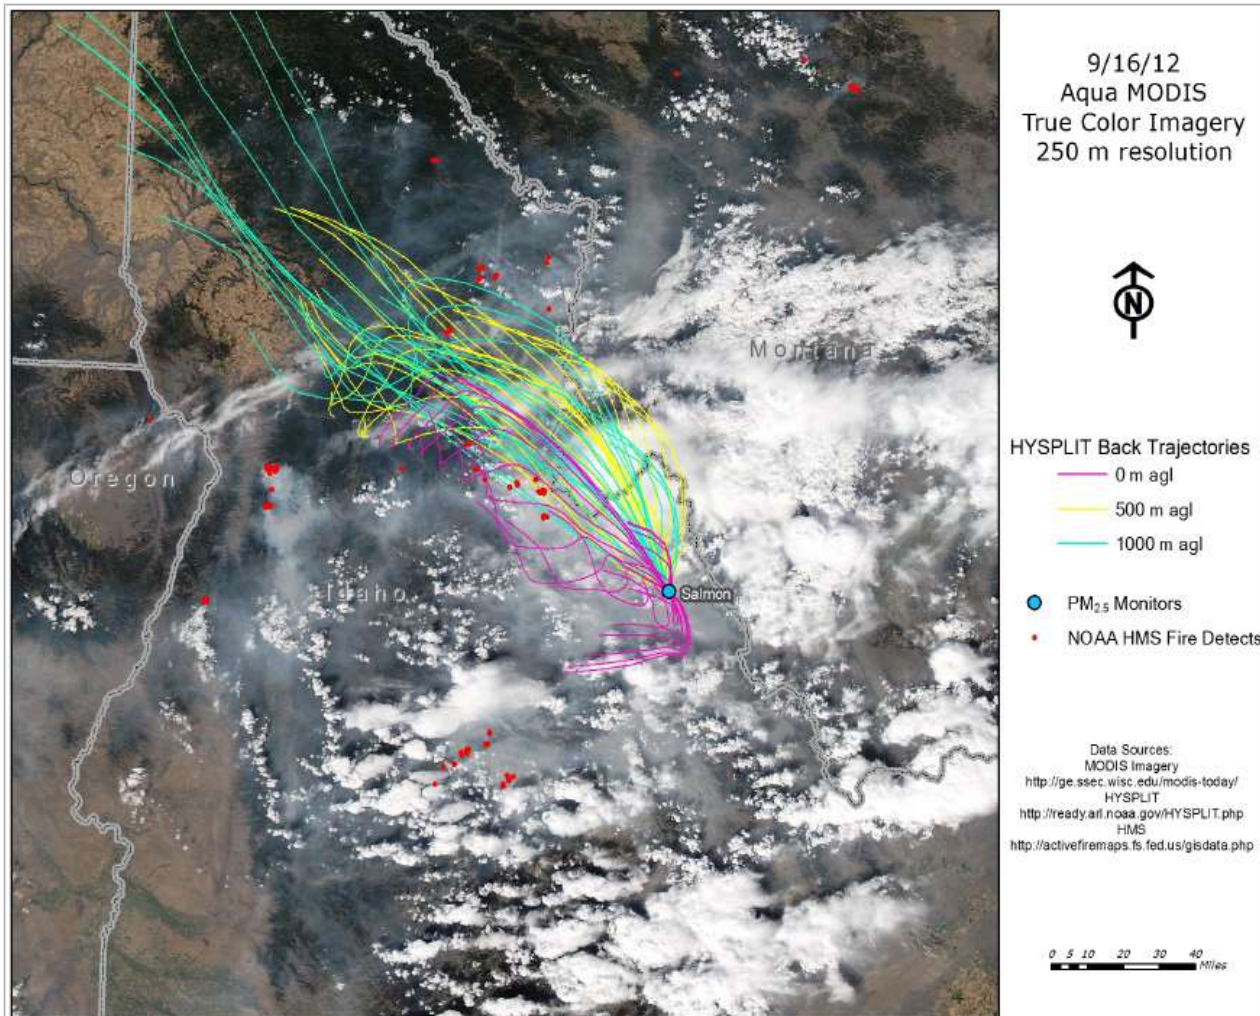 9/16/12
Aqua MODIS
True Color Imagery
250 m resolution
N
Montana
Oregon
Idaho
Salmon
HYSPLIT Back Trajectories
0 m agl
500 m agl
1000 m agl
PM2.5 Monitors
NOAA HMS Fire Detects
Data Sources:
MODIS Imagery
http://ge.ssec.wisc.edu/modis-today/
HYSPLIT
http://ready.arl.noaa.gov/HYSPLIT.php
HMS
http://activefiremaps.fs.fed.us/gisdata.php
0 5 10 20 30 40
Miles